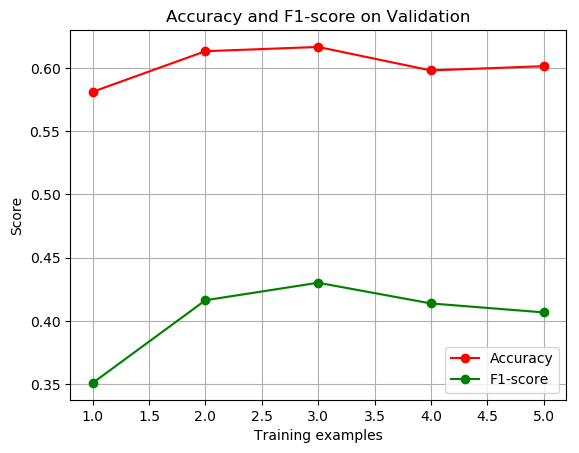 Accuracy and F1-score on Validation
Score
0.60
0.55
0.50
0.45
0.40
0.35
Accuracy
F1-score
1.0 1.5 2.0 2.5 3.0 3.5 4.0 4.5 5.0
Training examples